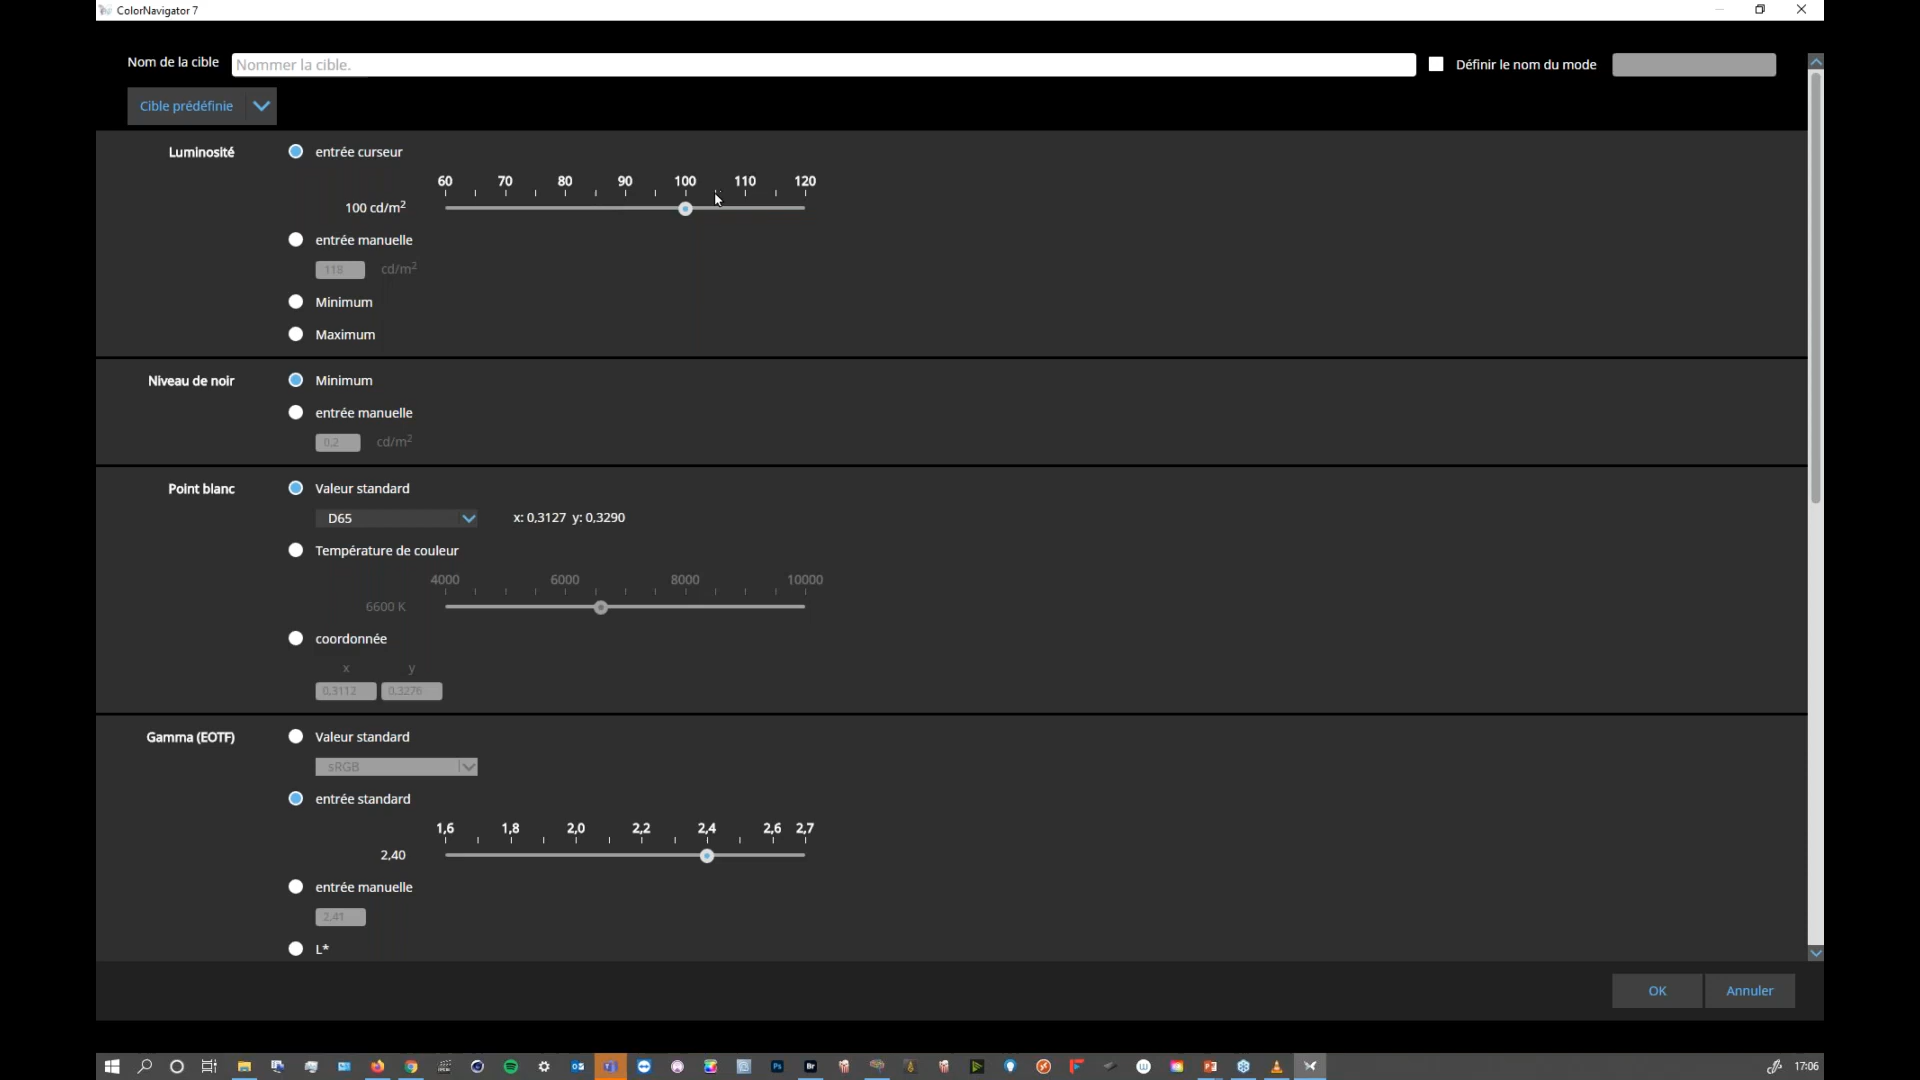 ColorNavigator 7
Nom de la cible Nommer la cible. Définir le nom du mode
Cible prédéfinie
Luminosité entrée curseur
60 70 80 90 100 110 120
100 cd/m²
entrée manuelle
118 cd/m²
Minimum
Maximum
Niveau de noir Minimum
entrée manuelle
0,2 cd/m²
Point blanc Valeur standard
D65 x: 0,3127 y: 0,3290
Température de couleur
4000 6000 8000 10000
6600 K
coordonnée
x y
0,3112 0,3276
Gamma (EOTF) Valeur standard
sRGB
entrée standard
1,6 1,8 2,0 2,2 2,4 2,6 2,7
2,40
entrée manuelle
2,41
L*
OK Annuler
Ps Br 17:06